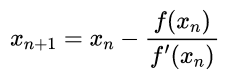 x_{n+1} = x_n - \frac{f(x_n)}{f'(x_n)}